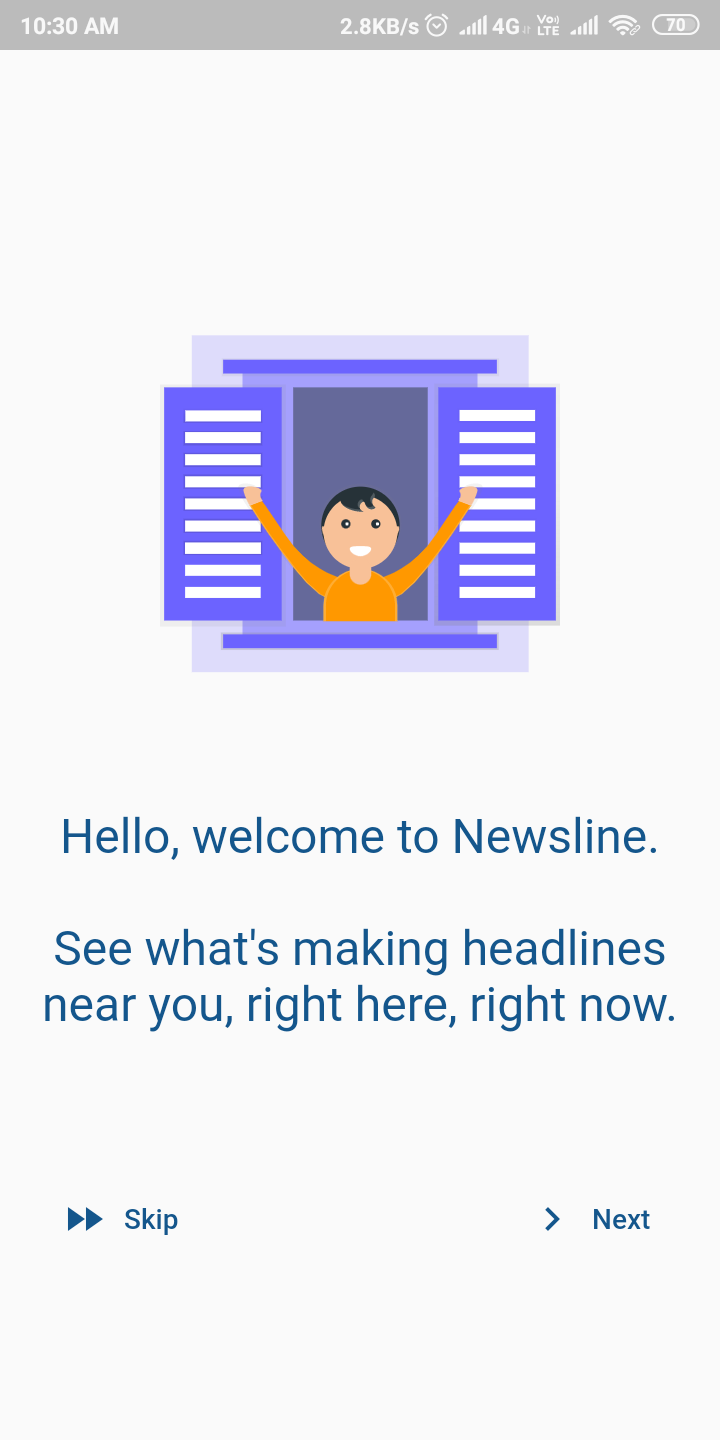 10:30 AM 2.8KB/s 4G Vo) LTE 70
Hello, welcome to Newsline.
See what's making headlines
near you, right here, right now.
Skip Next